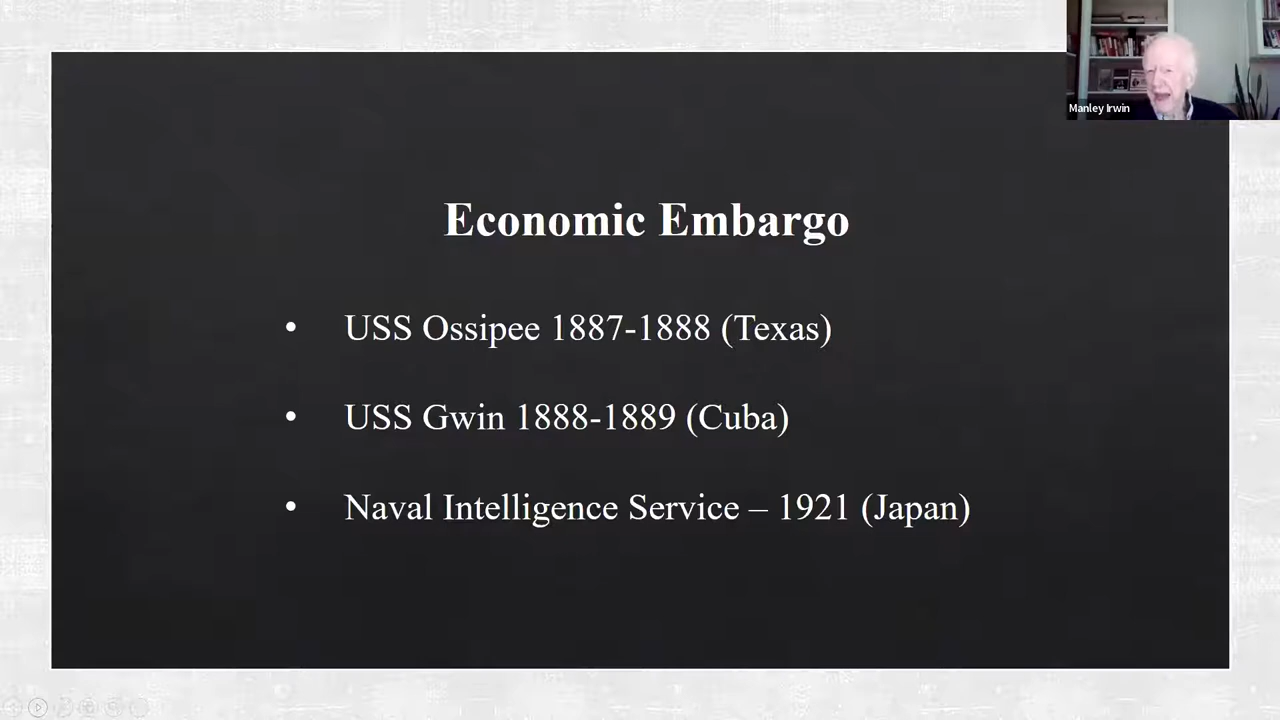 Manley Irwin
Economic Embargo
• USS Ossipee 1887-1888 (Texas)
• USS Gwin 1888-1889 (Cuba)
• Naval Intelligence Service – 1921 (Japan)